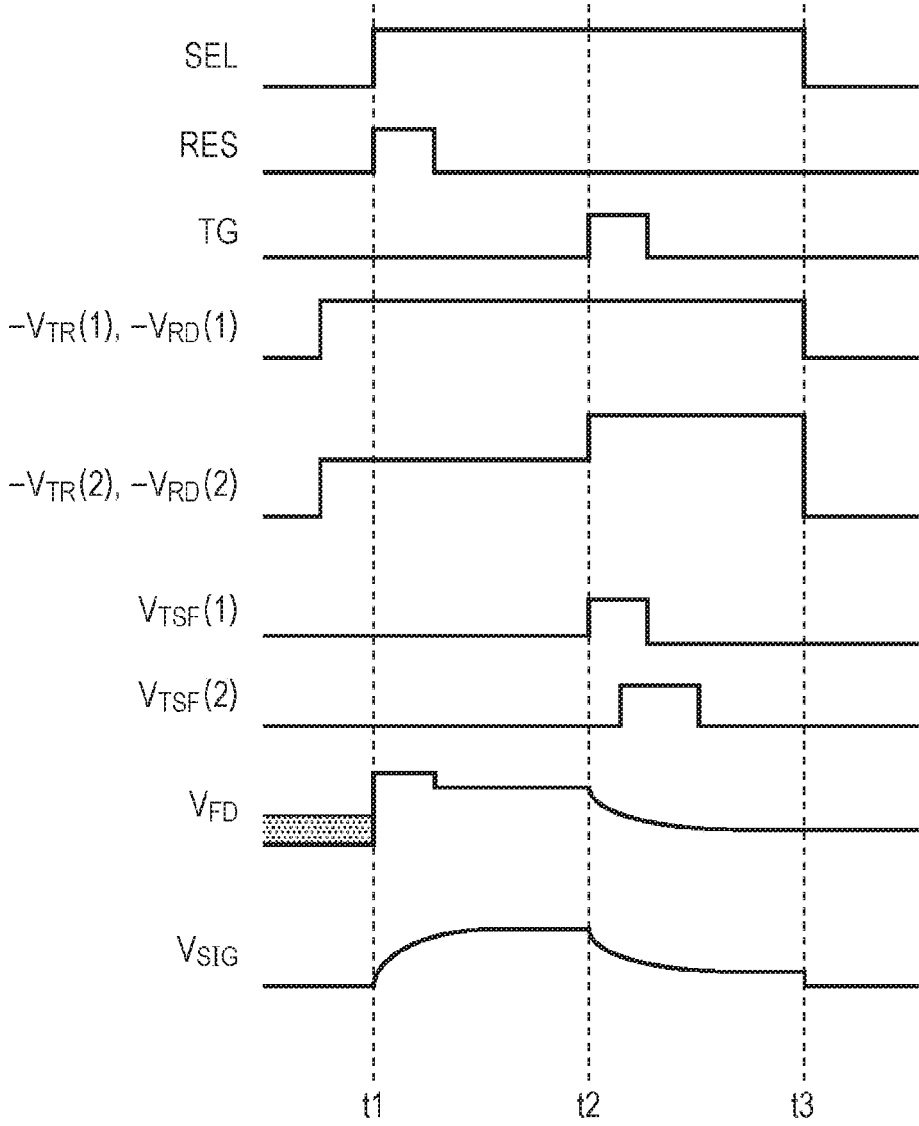 SEL
RES
TG
–VTR(1), –VRD(1)
–VTR(2), –VRD(2)
VTSF(1)
VTSF(2)
VFD
VSIG
t1 t2 t3